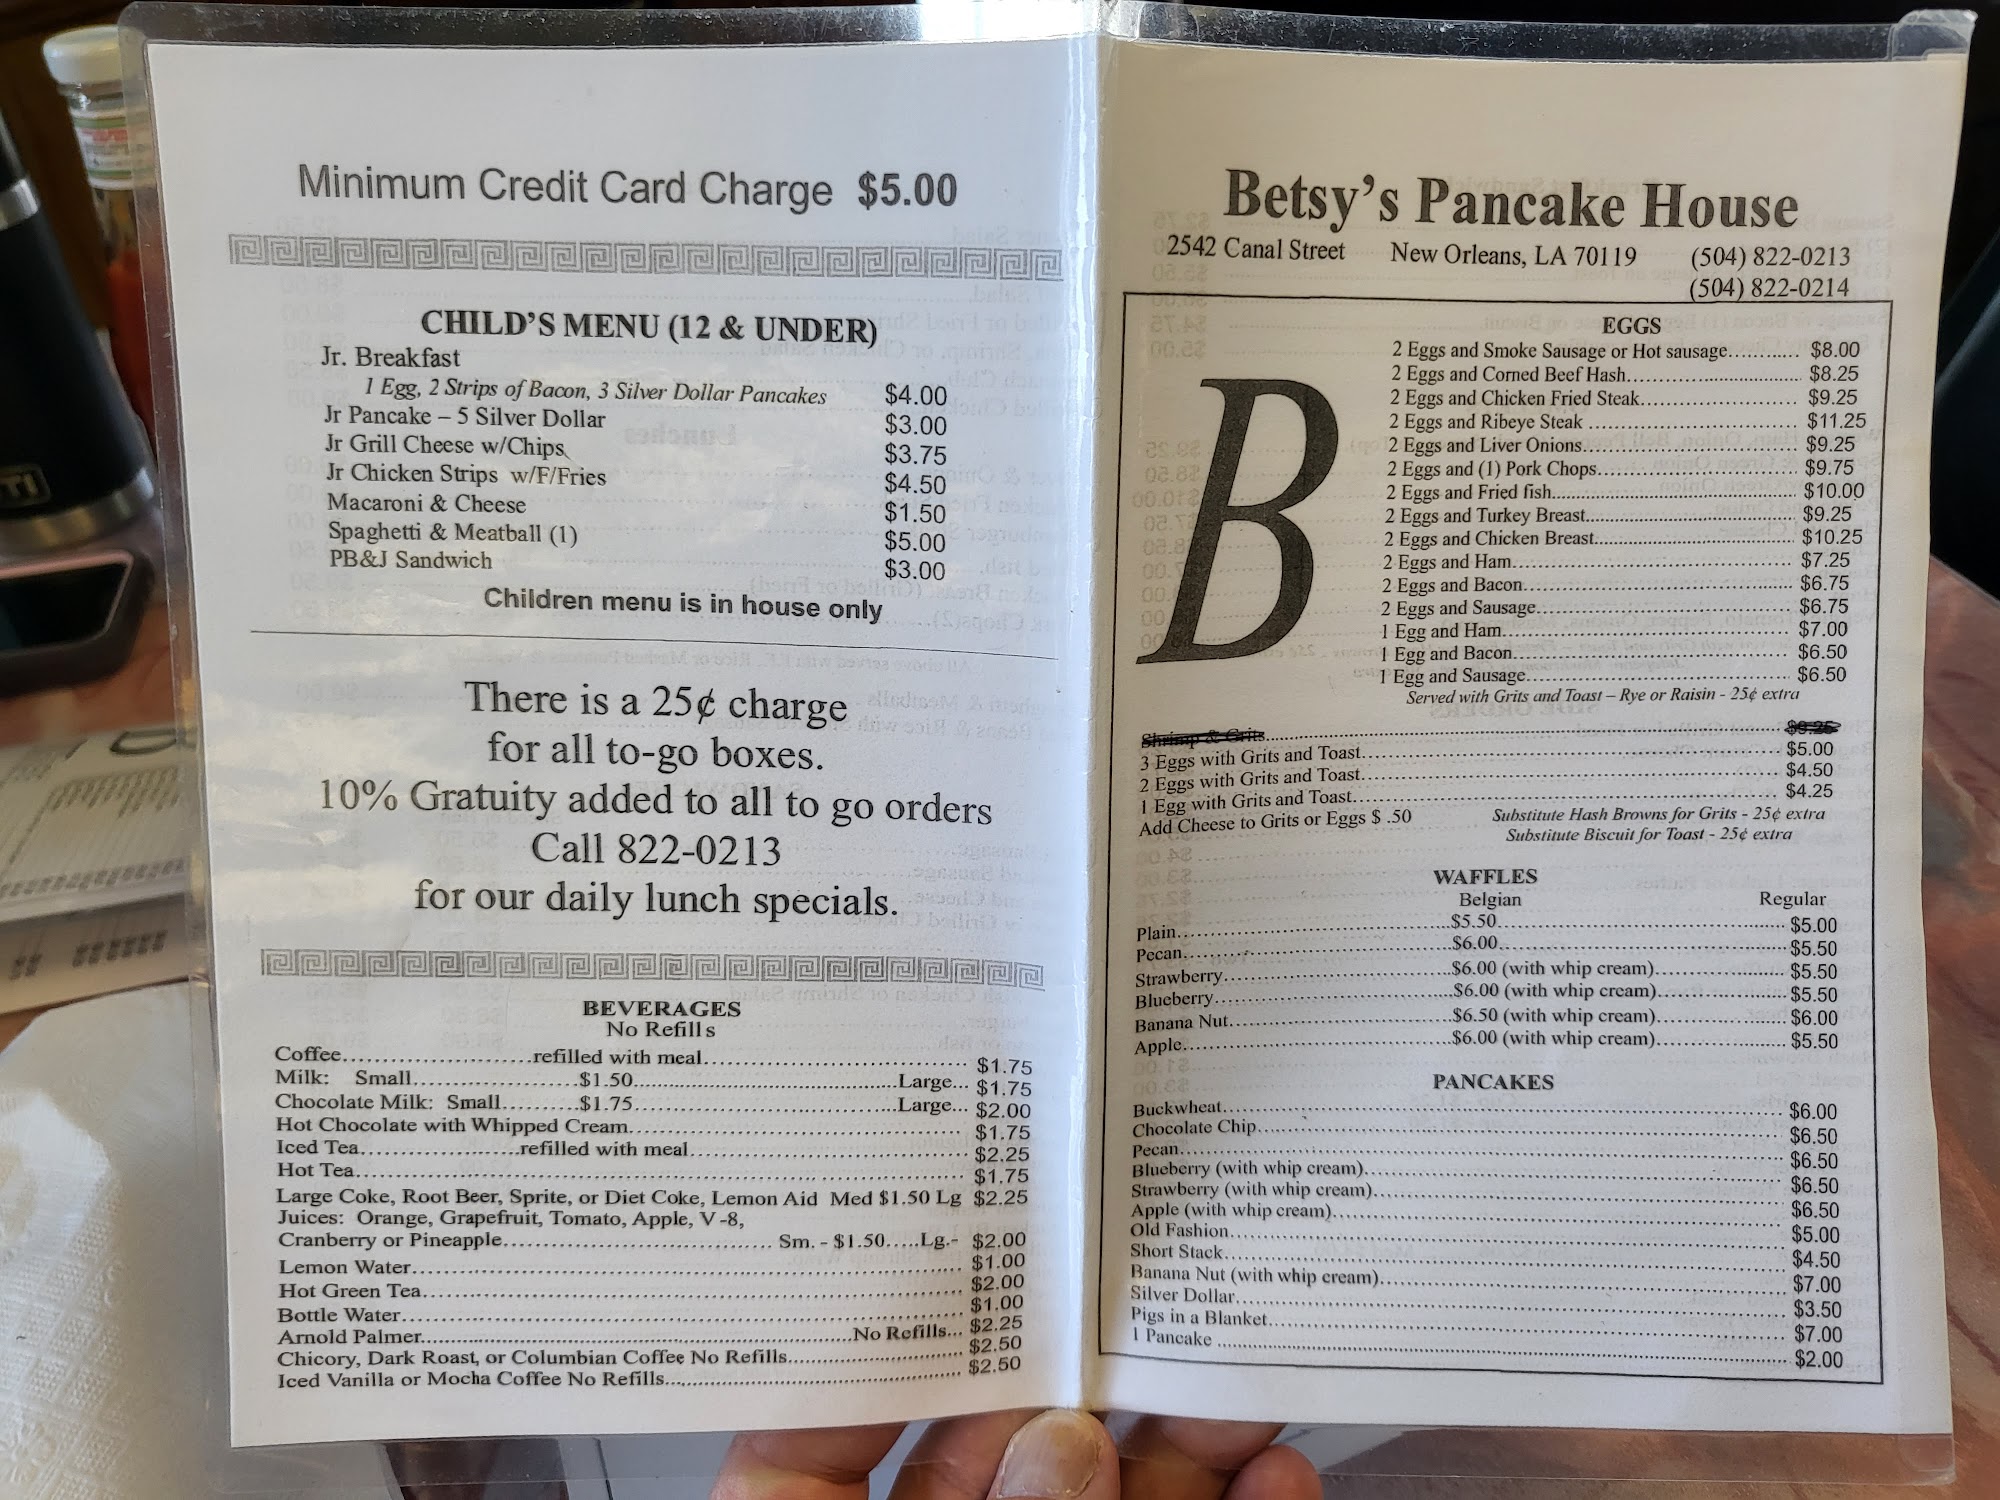 Minimum Credit Card Charge $5.00
CHILD'S MENU (12 & UNDER)
Jr. Breakfast
1 Egg, 2 Strips of Bacon, 3 Silver Dollar Pancakes $4.00
Jr Pancake – 5 Silver Dollar $3.00
Jr Grill Cheese w/Chips $3.75
Jr Chicken Strips w/F/Fries $4.50
Macaroni & Cheese $1.50
Spaghetti & Meatball (1) $5.00
PB&J Sandwich $3.00
Children menu is in house only
There is a 25¢ charge
for all to-go boxes.
10% Gratuity added to all to go orders
Call 822-0213
for our daily lunch specials.
BEVERAGES
No Refills
Coffee.......................refilled with meal................................ $1.75
Milk: Small....................$1.50................................Large... $1.75
Chocolate Milk: Small.........$1.75................................Large... $2.00
Hot Chocolate with Whipped Cream................................ $1.75
Iced Tea.....................refilled with meal................................ $2.25
Hot Tea................................ $1.75
Large Coke, Root Beer, Sprite, or Diet Coke, Lemon Aid Med $1.50 Lg $2.25
Juices: Orange, Grapefruit, Tomato, Apple, V-8,
Cranberry or Pineapple................................ Sm. - $1.50.....Lg.- $2.00
Lemon Water................................ $1.00
Hot Green Tea................................ $2.00
Bottle Water................................ $1.00
Arnold Palmer................................No Refills... $2.25
Chicory, Dark Roast, or Columbian Coffee No Refills................................ $2.50
Iced Vanilla or Mocha Coffee No Refills................................ $2.50
Betsy's Pancake House
2542 Canal Street New Orleans, LA 70119 (504) 822-0213
(504) 822-0214
B
EGGS
2 Eggs and Smoke Sausage or Hot sausage............ $8.00
2 Eggs and Corned Beef Hash................................ $8.25
2 Eggs and Chicken Fried Steak................................ $9.25
2 Eggs and Ribeye Steak ................................ $11.25
2 Eggs and Liver Onions................................ $9.25
2 Eggs and (1) Pork Chops................................ $9.75
2 Eggs and Fried fish................................ $10.00
2 Eggs and Turkey Breast................................ $9.25
2 Eggs and Chicken Breast................................ $10.25
2 Eggs and Ham................................ $7.25
2 Eggs and Bacon................................ $6.75
2 Eggs and Sausage................................ $6.75
1 Egg and Ham................................ $7.00
1 Egg and Bacon................................ $6.50
1 Egg and Sausage................................ $6.50
Served with Grits and Toast – Rye or Raisin - 25¢ extra
Shrimp & Grits................................ $9.25
3 Eggs with Grits and Toast................................ $5.00
2 Eggs with Grits and Toast................................ $4.50
1 Egg with Grits and Toast................................ $4.25
Add Cheese to Grits or Eggs $ .50 Substitute Hash Browns for Grits - 25¢ extra
Substitute Biscuit for Toast - 25¢ extra
WAFFLES
Belgian Regular
Plain................................$5.50................................ $5.00
Pecan................................$6.00................................ $5.50
Strawberry................................$6.00 (with whip cream)................................ $5.50
Blueberry................................$6.00 (with whip cream)................................ $5.50
Banana Nut................................$6.50 (with whip cream)................................ $6.00
Apple................................$6.00 (with whip cream)................................ $5.50
PANCAKES
Buckwheat................................ $6.00
Chocolate Chip................................ $6.50
Pecan................................ $6.50
Blueberry (with whip cream)................................ $6.50
Strawberry (with whip cream)................................ $6.50
Apple (with whip cream)................................ $5.00
Old Fashion................................ $4.50
Short Stack................................ $7.00
Banana Nut (with whip cream)................................ $3.50
Silver Dollar................................ $7.00
Pigs in a Blanket................................ $2.00
1 Pancake ................................